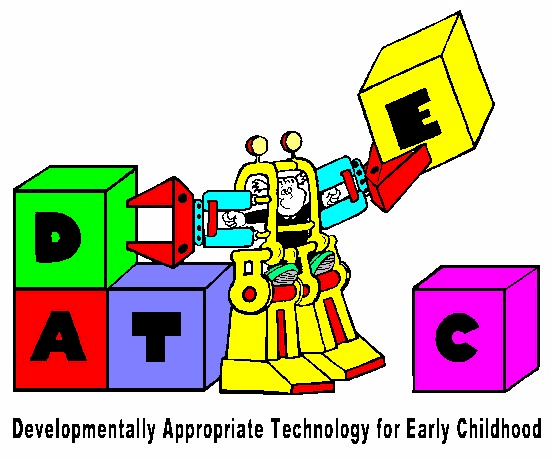 E
D
A T C
Developmentally Appropriate Technology for Early Childhood